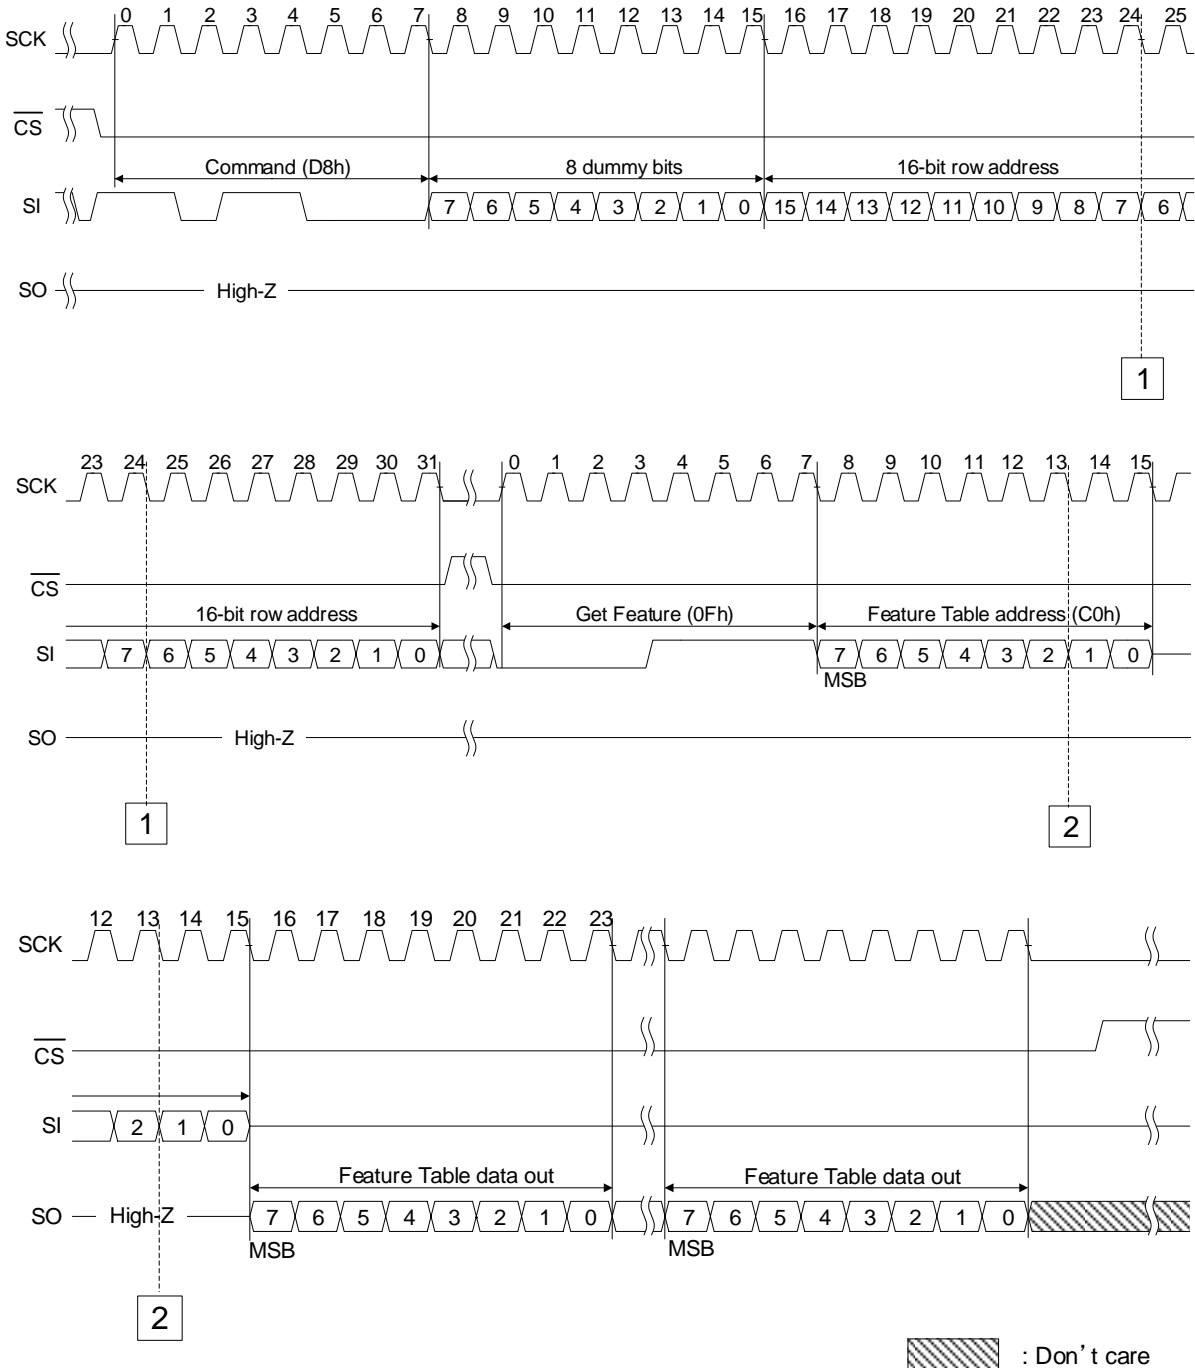 0 1 2 3 4 5 6 7 8 9 10 11 12 13 14 15 16 17 18 19 20 21 22 23 24 25
SCK
CS
Command (D8h) 8 dummy bits 16-bit row address
SI 7 6 5 4 3 2 1 0 15 14 13 12 11 10 9 8 7 6
SO High-Z
1
23 24 25 26 27 28 29 30 31 0 1 2 3 4 5 6 7 8 9 10 11 12 13 14 15
SCK
CS
16-bit row address Get Feature (0Fh) Feature Table address (C0h)
SI 7 6 5 4 3 2 1 0 7 6 5 4 3 2 1 0
MSB
SO High-Z
1 2
12 13 14 15 16 17 18 19 20 21 22 23
SCK
CS
SI 2 1 0
Feature Table data out Feature Table data out
SO High-Z 7 6 5 4 3 2 1 0 7 6 5 4 3 2 1 0
MSB MSB
2
: Don't care